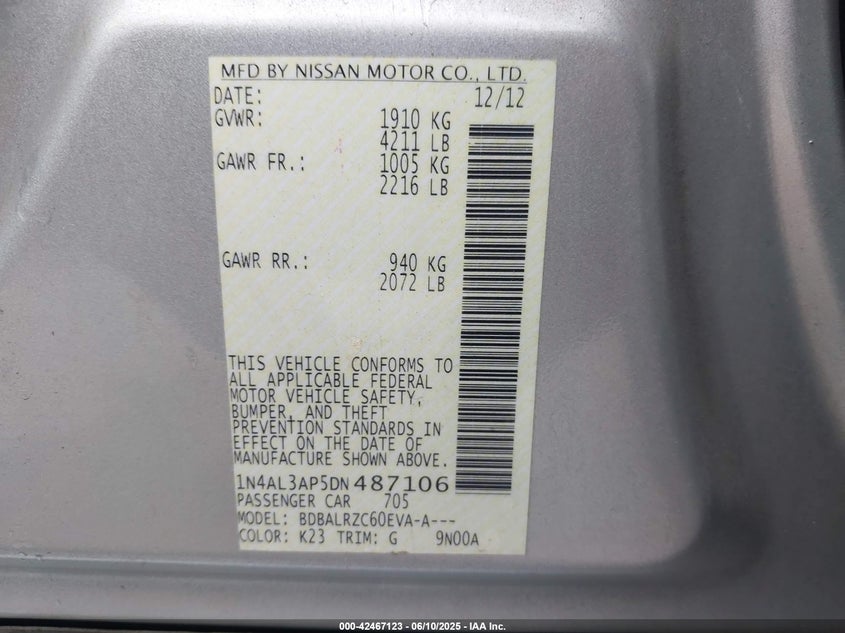 MFD BY NISSAN MOTOR CO., LTD.
DATE: 12/12
GVWR: 1910 KG
4211 LB
GAWR FR.: 1005 KG
2216 LB
GAWR RR.: 940 KG
2072 LB
THIS VEHICLE CONFORMS TO
ALL APPLICABLE FEDERAL
MOTOR VEHICLE SAFETY,
BUMPER, AND THEFT
PREVENTION STANDARDS IN
EFFECT ON THE DATE OF
MANUFACTURE SHOWN ABOVE.
1N4AL3AP5DN487106
PASSENGER CAR 705
MODEL: BDBALRZC60EVA-A---
COLOR: K23 TRIM: G 9N00A
000-42467123 - 06/10/2025 - IAA Inc.